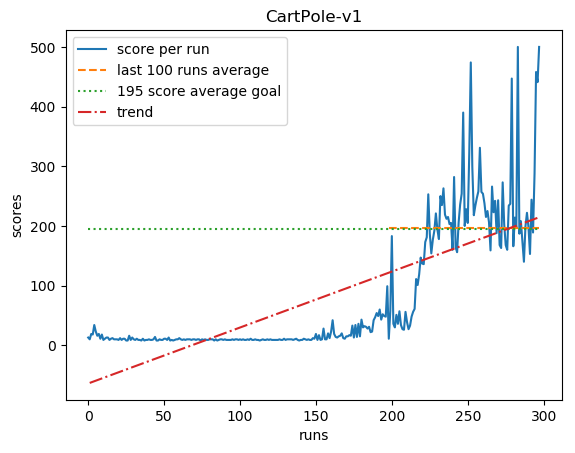 CartPole-v1
score per run
last 100 runs average
195 score average goal
trend
scores
500
400
300
200
100
0
0 50 100 150 200 250 300
runs